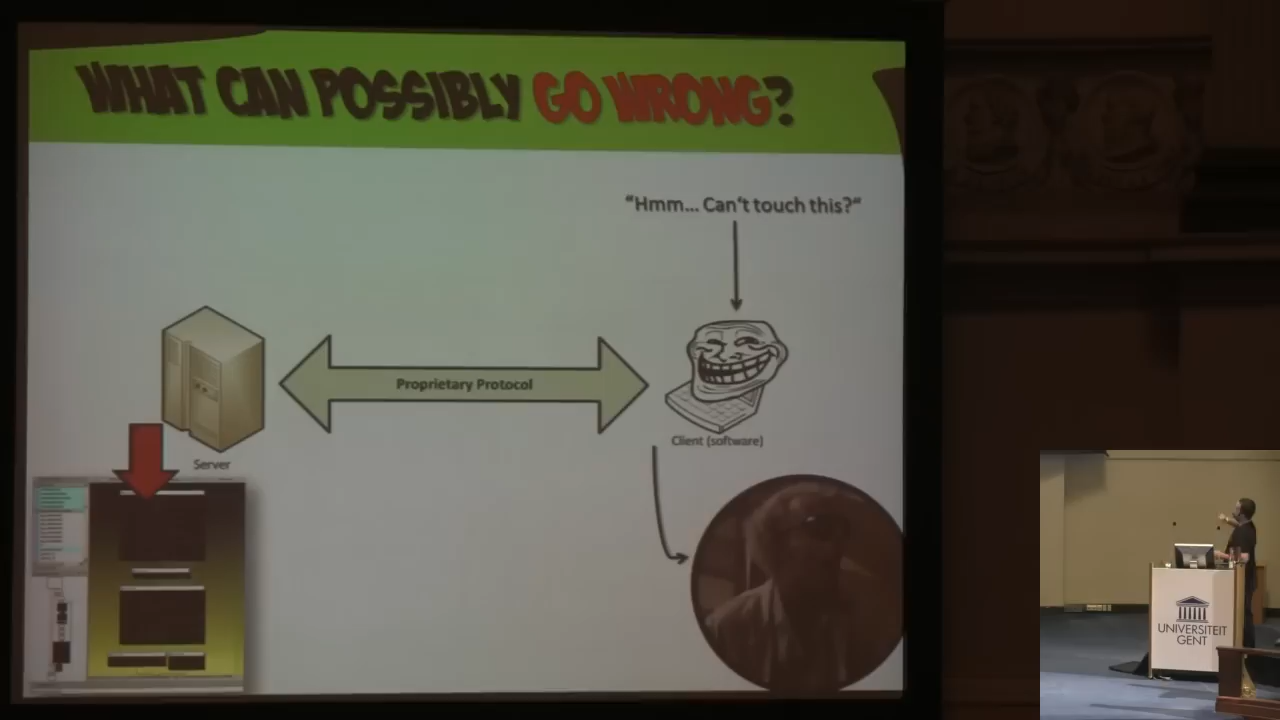 WHAT CAN POSSIBLY GO WRONG?
"Hmm... Can't touch this?"
Proprietary Protocol
Client (software)
Server
UNIVERSITEIT
GENT